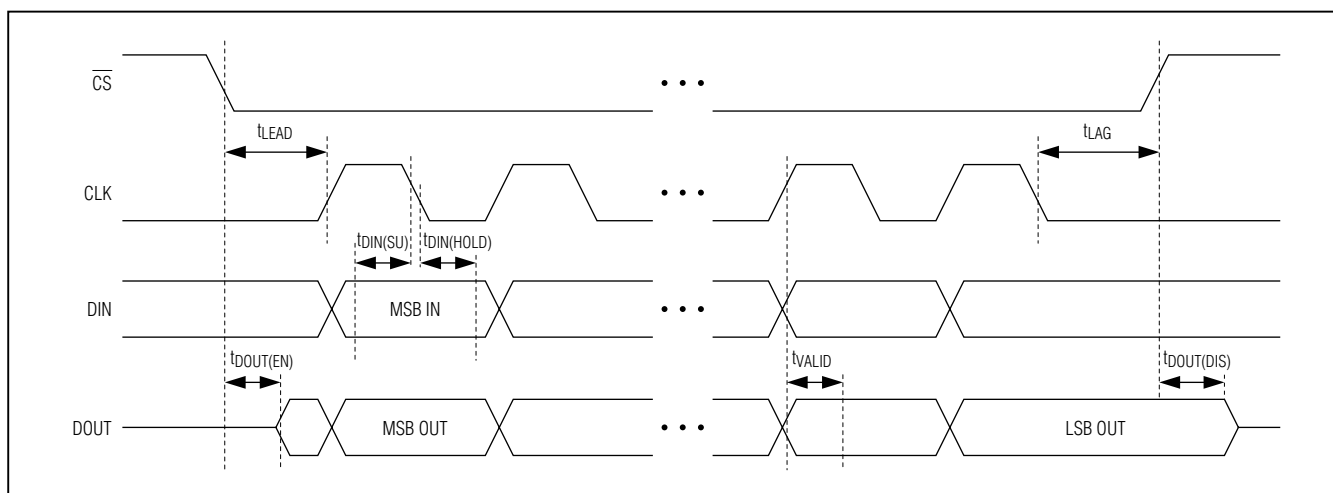 C̅S̅
• • •
tLEAD
tLAG
CLK
• • •
tDIN(SU)
tDIN(HOLD)
DIN
MSB IN
• • •
tDOUT(EN)
tVALID
tDOUT(DIS)
DOUT
MSB OUT
• • •
LSB OUT